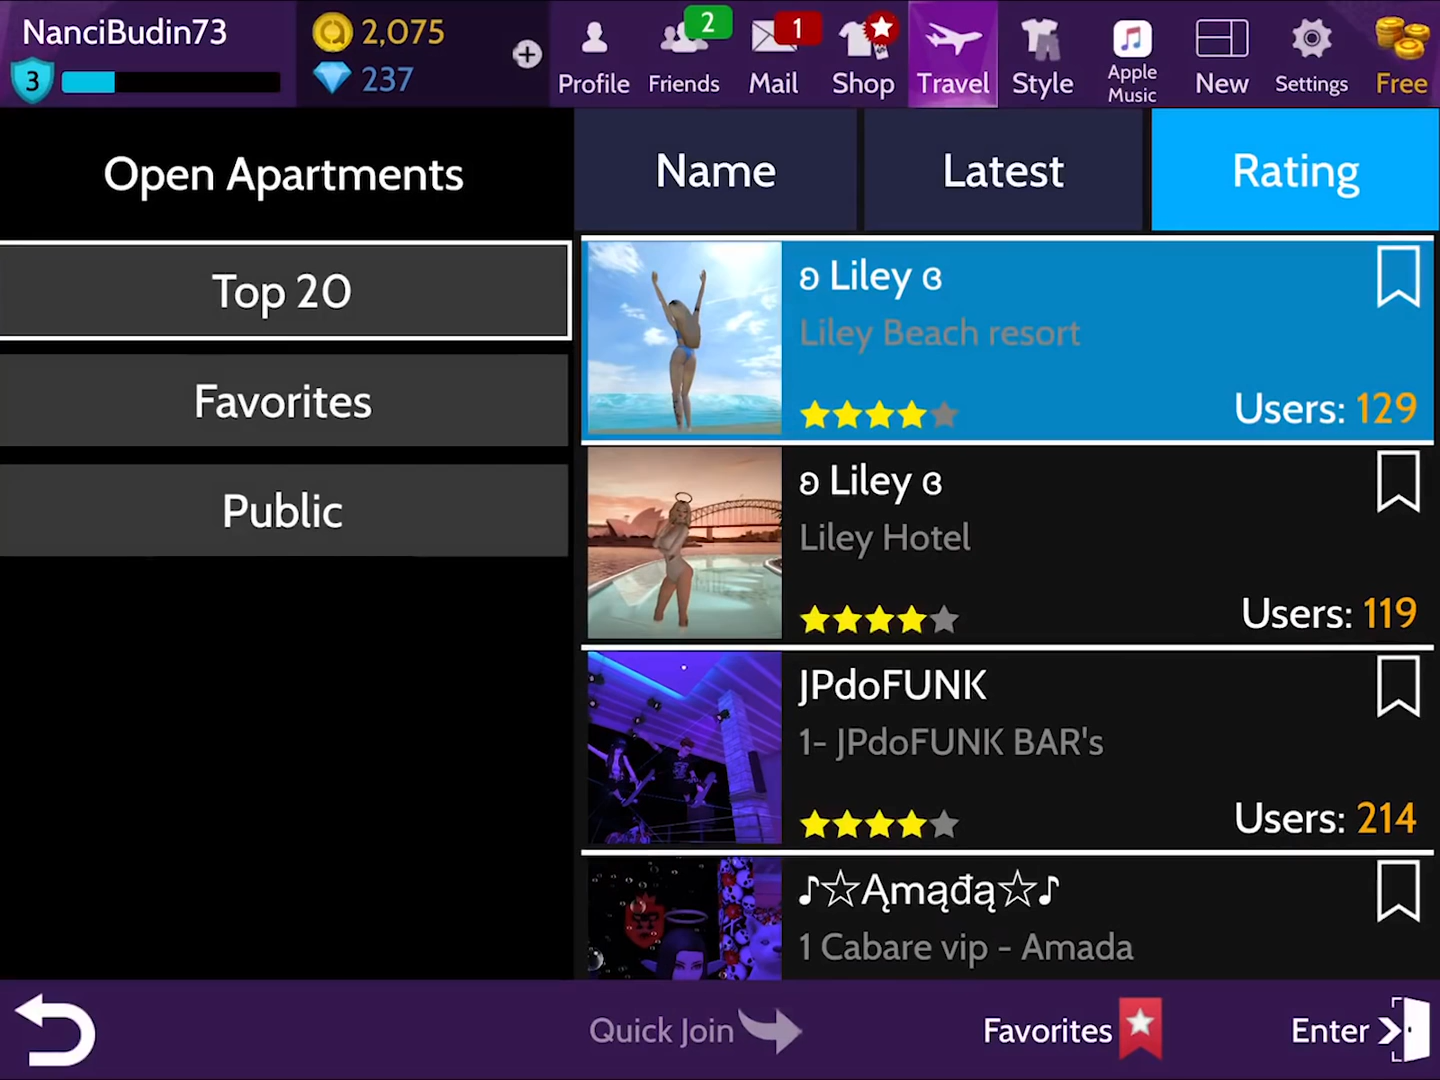 NanciBudin73
3
2,075
237
Profile
2
Friends
1
Mail
Shop
Travel
Style
Apple Music
New
Settings
Free
Open Apartments
Name
Latest
Rating
Top 20
Favorites
Public
ʚ Liley ɞ
Liley Beach resort
Users: 129
ʚ Liley ɞ
Liley Hotel
Users: 119
JPdoFUNK
1- JPdoFUNK BAR's
Users: 214
♪☆Ąmąđą☆♪
1 Cabare vip - Amada
Quick Join
Favorites
Enter